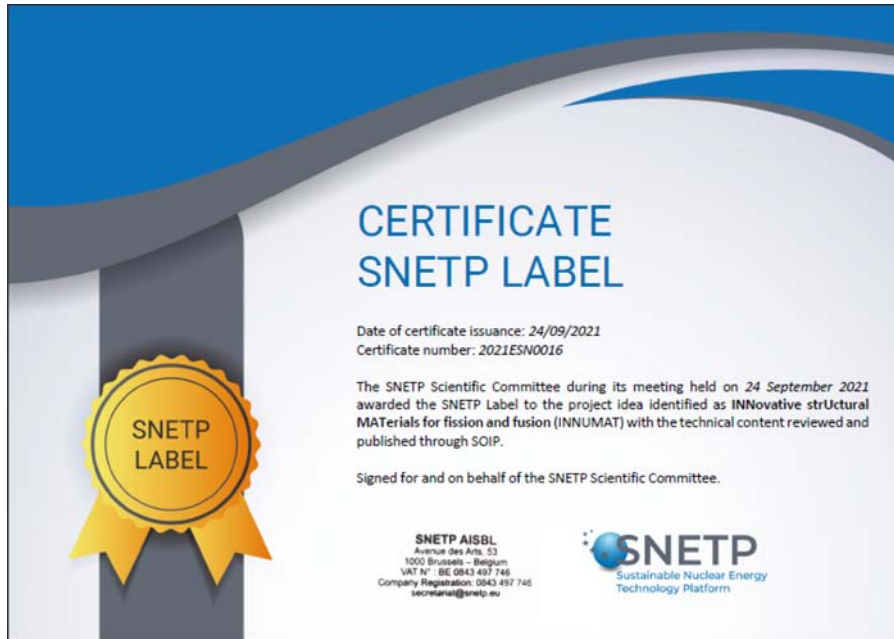 CERTIFICATE
SNETP LABEL
Date of certificate issuance: 24/09/2021
Certificate number: 2021ESN0016
The SNETP Scientific Committee during its meeting held on 24 September 2021
awarded the SNETP Label to the project idea identified as INNovative strUctural
MATerials for fission and fusion (INNUMAT) with the technical content reviewed and
published through SOIP.
Signed for and on behalf of the SNETP Scientific Committee.
SNETP
LABEL
SNETP AISBL
Avenue des Arts, 53
1000 Brussels – Belgium
VAT N° : BE 0843 497 746
Company Registration: 0843 497 746
secretariat@snetp.eu
SNETP
Sustainable Nuclear Energy
Technology Platform